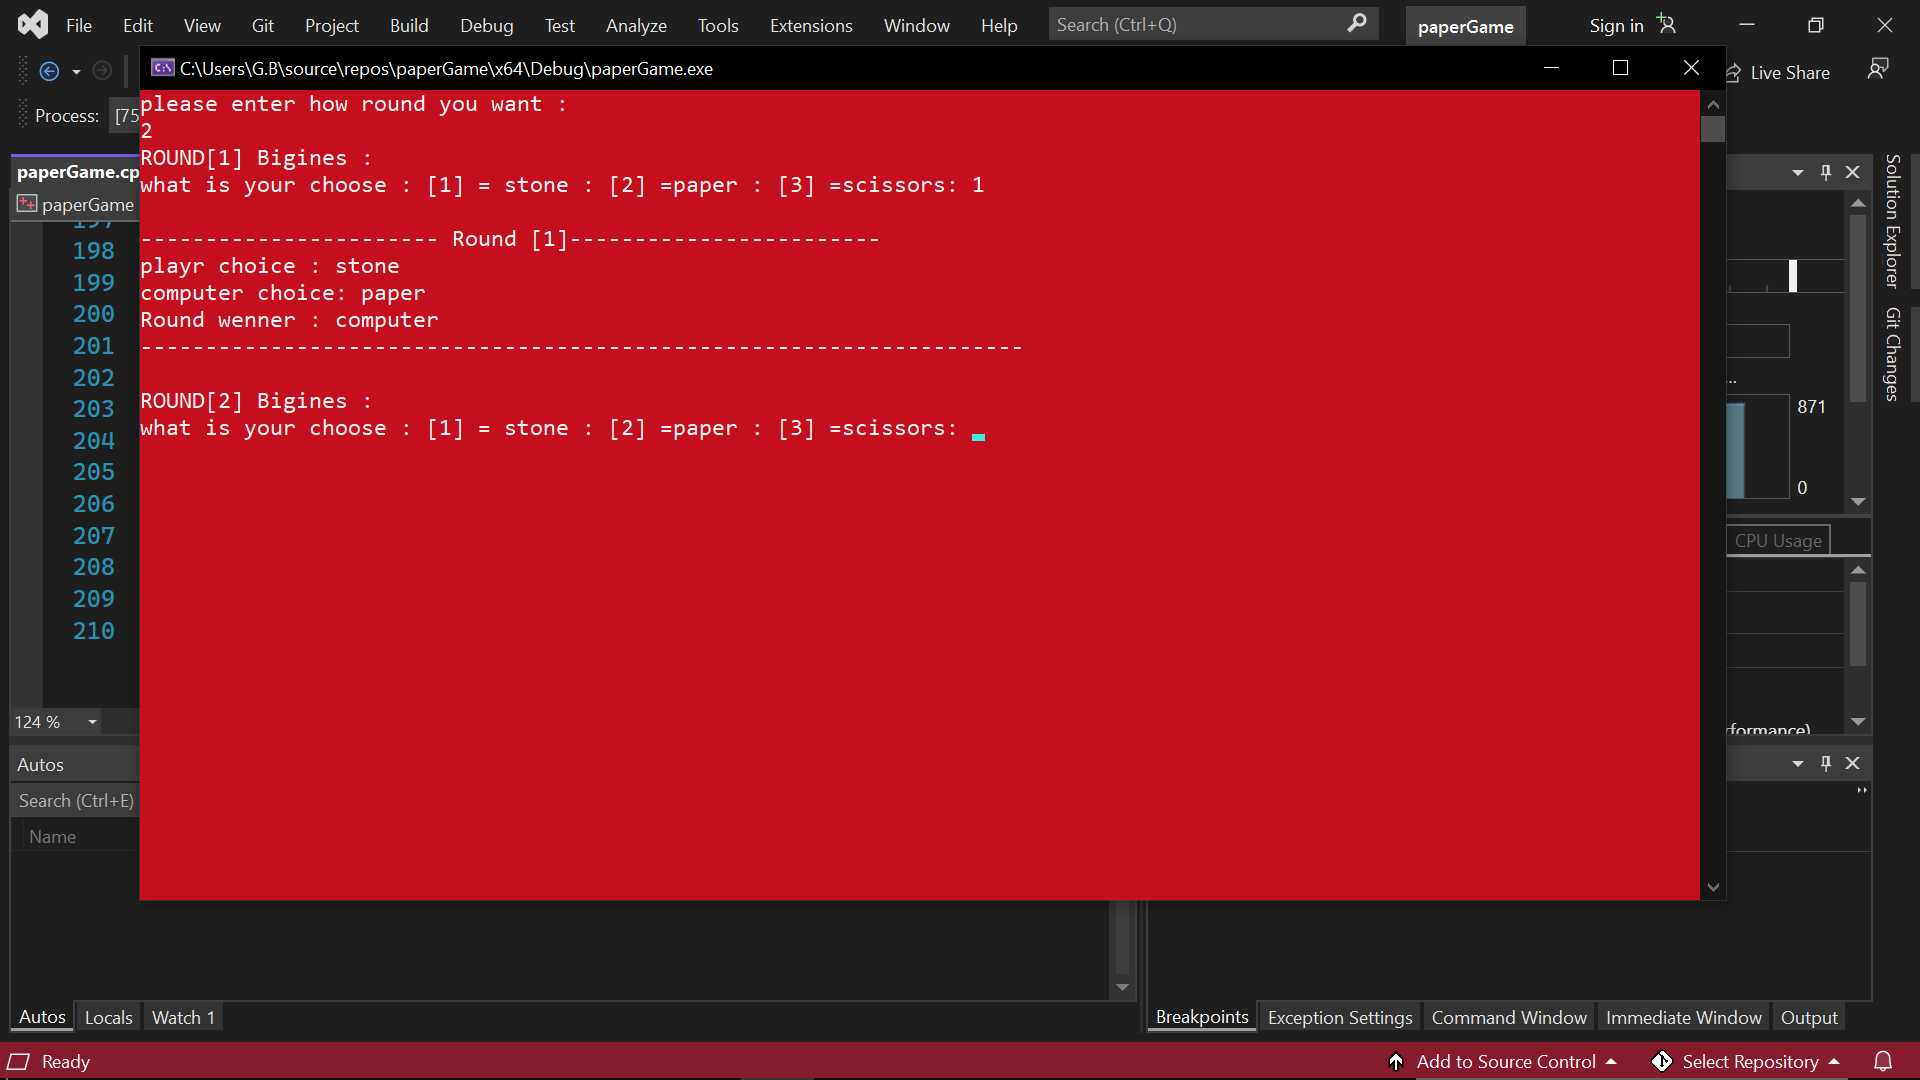 File Edit View Git Project Build Debug Test Analyze Tools Extensions Window Help Search (Ctrl+Q) paperGame Sign in
C:\Users\G.B\source\repos\paperGame\x64\Debug\paperGame.exe
Live Share
Process: [75
please enter how round you want :
2
ROUND[1] Bigines :
what is your choose : [1] = stone : [2] =paper : [3] =scissors: 1
----------------------- Round [1]------------------------
playr choice : stone
computer choice: paper
Round wenner : computer
--------------------------------------------------------------------
ROUND[2] Bigines :
what is your choose : [1] = stone : [2] =paper : [3] =scissors:
paperGame.cp
paperGame
197
198
199
200
201
202
203
204
205
206
207
208
209
210
124 %
Solution Explorer
Git Changes
...
871
0
CPU Usage
rformance)
Autos
Search (Ctrl+E)
Name
Autos Locals Watch 1
Breakpoints Exception Settings Command Window Immediate Window Output
Ready Add to Source Control Select Repository